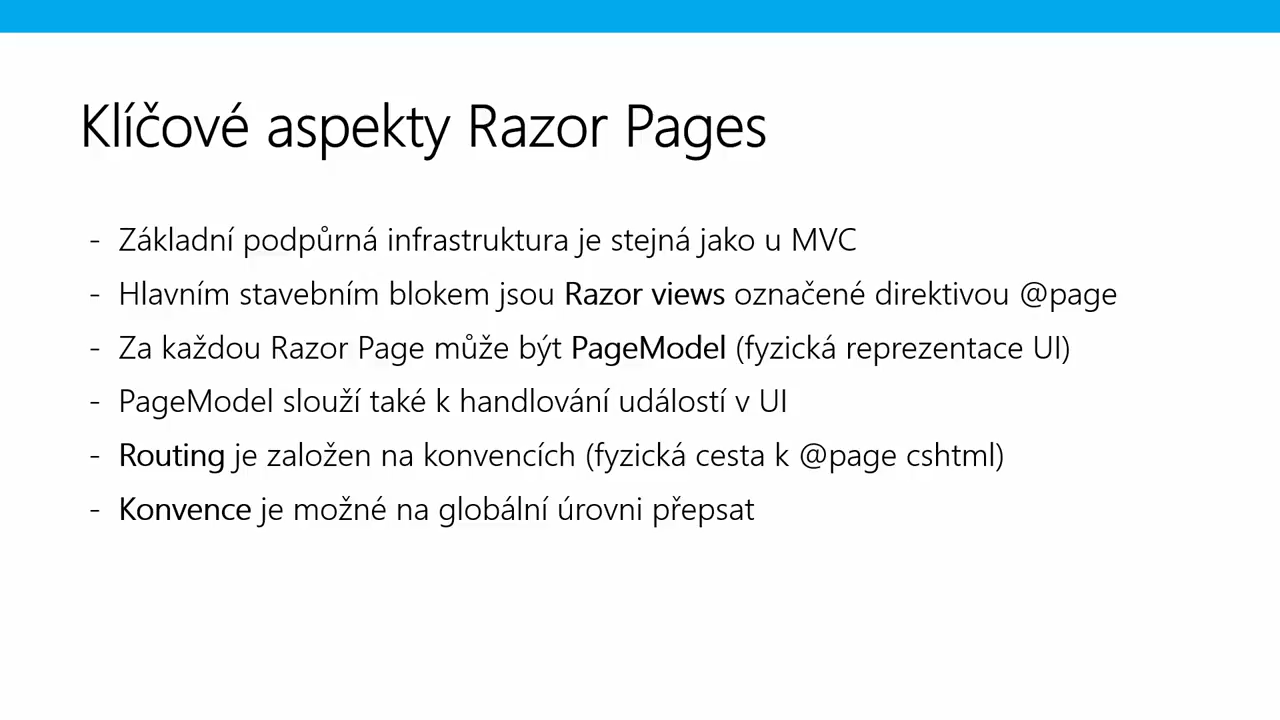 Klíčové aspekty Razor Pages
- Základní podpůrná infrastruktura je stejná jako u MVC
- Hlavním stavebním blokem jsou Razor views označené direktivou @page
- Za každou Razor Page může být PageModel (fyzická reprezentace UI)
- PageModel slouží také k handlování událostí v UI
- Routing je založen na konvencích (fyzická cesta k @page cshtml)
- Konvence je možné na globální úrovni přepsat